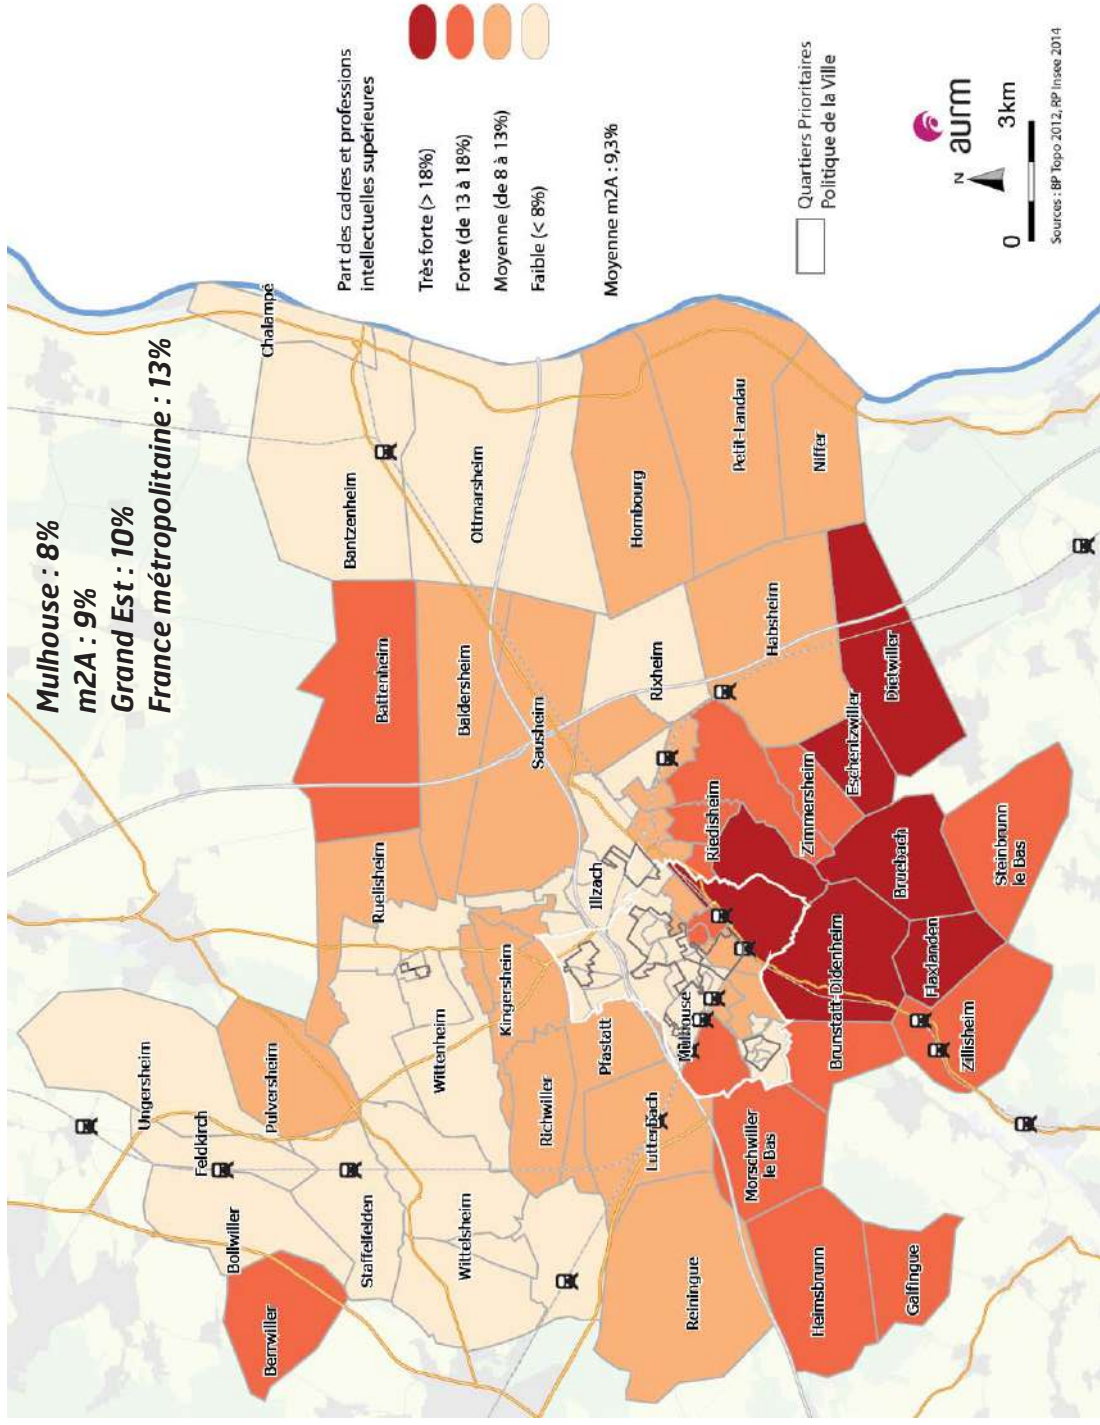 Mulhouse : 8%
m2A : 9%
Grand Est : 10%
France métropolitaine : 13%
Part des cadres et professions
intellectuelles supérieures
Très forte (> 18%)
Forte (de 13 à 18%)
Moyenne (de 8 à 13%)
Faible (< 8%)
Moyenne m2A : 9,3%
Quartiers Prioritaires
Politique de la Ville
aurm
N
0
3km
Sources : BP Topo 2012, RP Insee 2014
Chalampé
Bantzenheim
Ottmarsheim
Hombourg
Petit-Landau
Niffer
Battenheim
Baldersheim
Sausheim
Rixheim
Habsheim
Dietwiller
Eschentzwiller
Zimmersheim
Riedisheim
Bruebach
Steinbrunn
le Bas
Ruelisheim
Illzach
Kingersheim
Wittenheim
Pfastatt
Mulhouse
Brunstatt-Didenheim
Flaxlanden
Zillisheim
Ungersheim
Pulversheim
Feldkirch
Bollwiller
Staffelfelden
Wittelsheim
Richwiller
Lutterbach
Morschwiller
le Bas
Berrwiller
Reiningue
Heimsbrunn
Galfingue